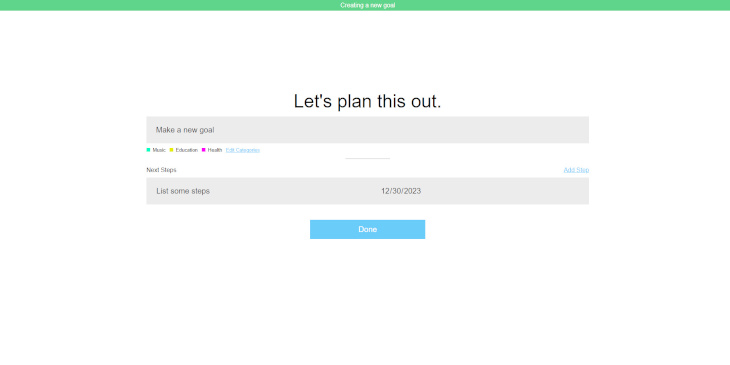 Creating a new goal
Let's plan this out.
Make a new goal
Music Education Health Edit Categories
Next Steps Add Step
List some steps 12/30/2023
Done